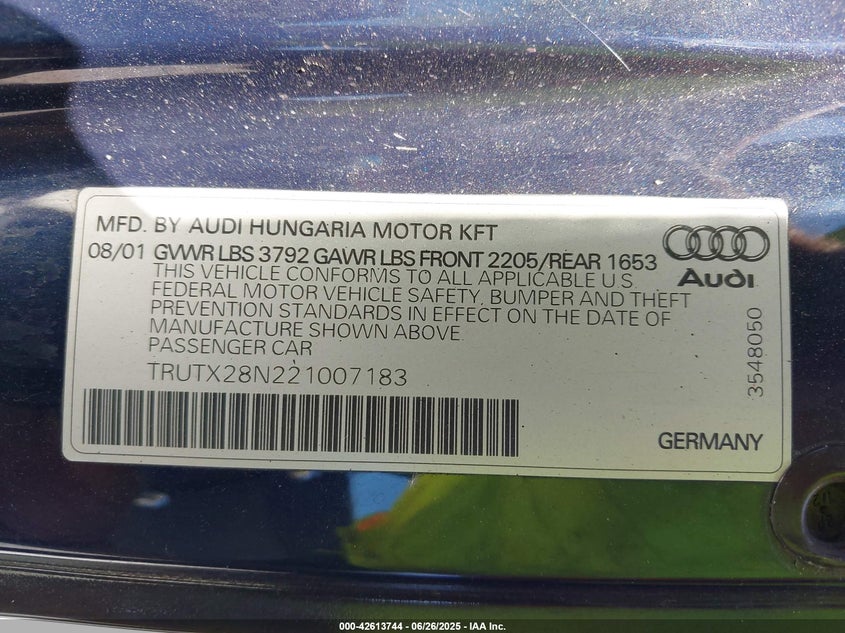 MFD. BY AUDI HUNGARIA MOTOR KFT
08/01 GVWR LBS 3792 GAWR LBS FRONT 2205/REAR 1653
THIS VEHICLE CONFORMS TO ALL APPLICABLE U.S.
FEDERAL MOTOR VEHICLE SAFETY, BUMPER AND THEFT
PREVENTION STANDARDS IN EFFECT ON THE DATE OF
MANUFACTURE SHOWN ABOVE
PASSENGER CAR
TRUTX28N221007183
Audi
3548050
GERMANY
000-42613744 - 06/26/2025 - IAA Inc.